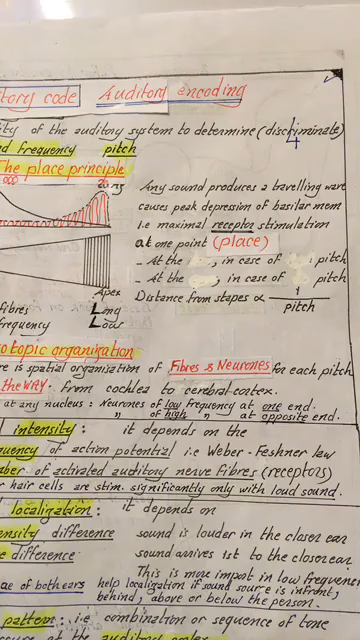 tory code Auditory encoding
ity of the auditory system to determine (discriminate)
nd frequency pitch
The place principle
Any sound produces a travelling wave
causes peak depression of basilar mem
i.e maximal receptor stimulation
at one point (place)
- At the , in case of pitch
- At the , in case of pitch
Apex
Distance from stapes ∝ 1 / pitch
fibres Long
frequency Low
otopic organization
re is spatial organization of Fibres & Neurones for each pitch
the WAY. from cochlea to cerebral cortex.
at any nucleus : Neurones of low frequency at one end.
" of high " at opposite end.
intensity : it depends on the
uency of action potential i.e Weber - Feshner law
ber of activated auditory nerve fibres (receptors)
r hair cells are stim. significantly only with loud sound.
localization : it depends on
ensity difference sound is louder in the closer ear
e difference sound arrives 1st to the closer ear.
This is more import in low frequenc
ae of both ears help localization if sound source is infront,
behind, above or below the person.
pattern : i.e combination or sequence of tone